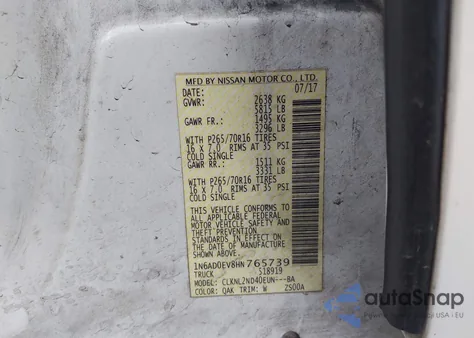 MFD BY NISSAN MOTOR CO., LTD.
DATE: 07/17
GVWR: 2638 KG
5815 LB
GAWR FR.: 1495 KG
3296 LB
WITH P265/70R16 TIRES
16 X 7.0 RIMS AT 35 PSI
COLD SINGLE
GAWR RR.: 1511 KG
3331 LB
WITH P265/70R16 TIRES
16 X 7.0 RIMS AT 35 PSI
COLD SINGLE
THIS VEHICLE CONFORMS TO
ALL APPLICABLE FEDERAL
MOTOR VEHICLE SAFETY
STANDARDS IN EFFECT ON
THE DATE OF MANUFACTURE
SHOWN ABOVE.
1N6AD0EV8HN765739
TRUCK S18919
MODEL: CLKNL2ND4DEUN---BA
COLOR: QAK TRIM: W ZS00A
autoSnap